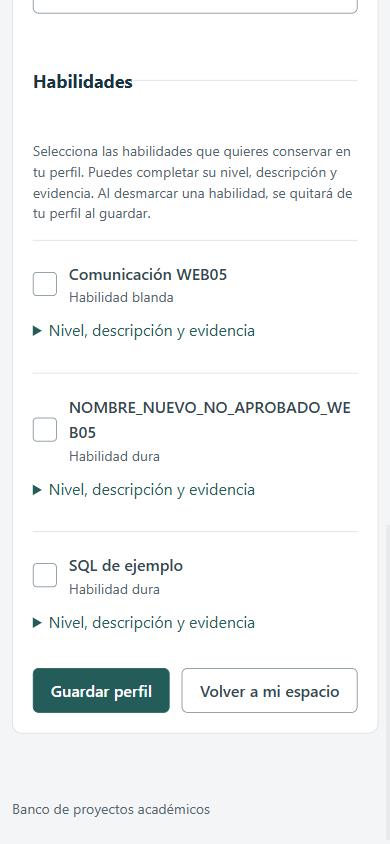 Habilidades
Selecciona las habilidades que quieres conservar en
tu perfil. Puedes completar su nivel, descripción y
evidencia. Al desmarcar una habilidad, se quitará de
tu perfil al guardar.
Comunicación WEB05
Habilidad blanda
Nivel, descripción y evidencia
NOMBRE_NUEVO_NO_APROBADO_WE
B05
Habilidad dura
Nivel, descripción y evidencia
SQL de ejemplo
Habilidad dura
Nivel, descripción y evidencia
Guardar perfil Volver a mi espacio
Banco de proyectos académicos